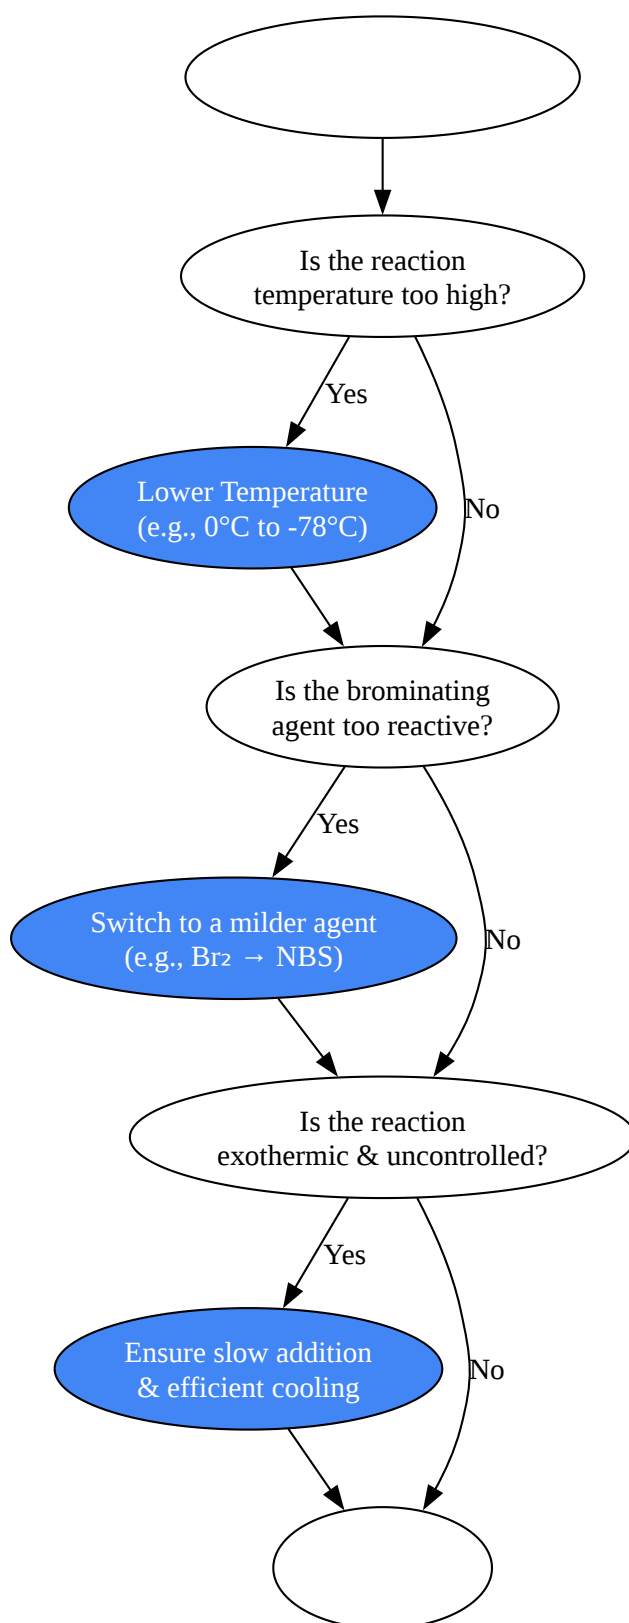 Is the reaction
temperature too high?
Yes
Lower Temperature
(e.g., 0°C to -78°C)
No
Is the brominating
agent too reactive?
Yes
Switch to a milder agent
(e.g., Br₂ → NBS)
No
Is the reaction
exothermic & uncontrolled?
Yes
Ensure slow addition
& efficient cooling
No